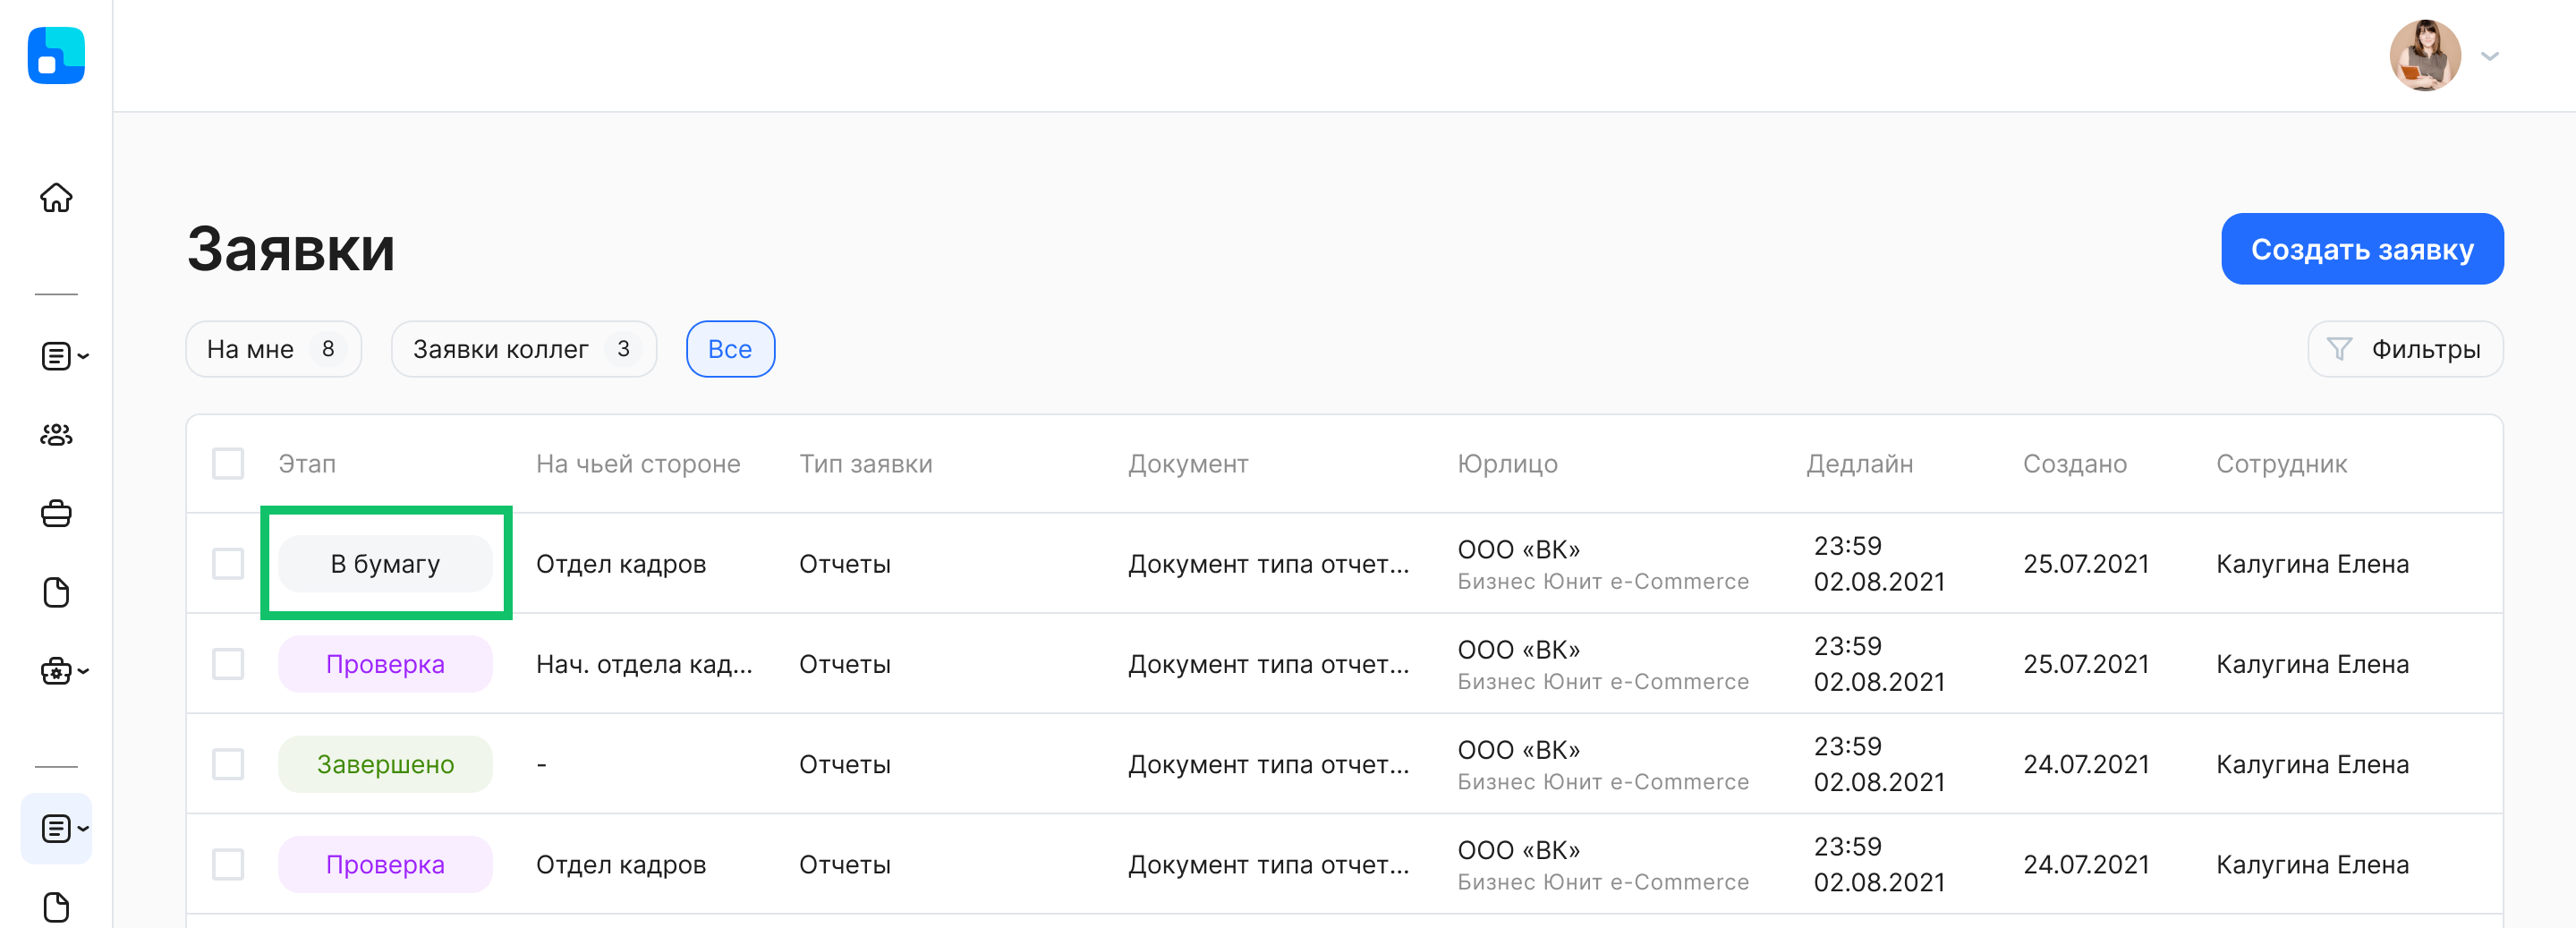 Заявки
Создать заявку
На мне 8
Заявки коллег 3
Все
Фильтры
Этап На чьей стороне Тип заявки Документ Юрлицо Дедлайн Создано Сотрудник
В бумагу Отдел кадров Отчеты Документ типа отчет... ООО «ВК» 23:59 25.07.2021 Калугина Елена
Бизнес Юнит e-Commerce 02.08.2021
Проверка Нач. отдела кад... Отчеты Документ типа отчет... ООО «ВК» 23:59 25.07.2021 Калугина Елена
Бизнес Юнит e-Commerce 02.08.2021
Завершено - Отчеты Документ типа отчет... ООО «ВК» 23:59 24.07.2021 Калугина Елена
Бизнес Юнит e-Commerce 02.08.2021
Проверка Отдел кадров Отчеты Документ типа отчет... ООО «ВК» 23:59 24.07.2021 Калугина Елена
Бизнес Юнит e-Commerce 02.08.2021